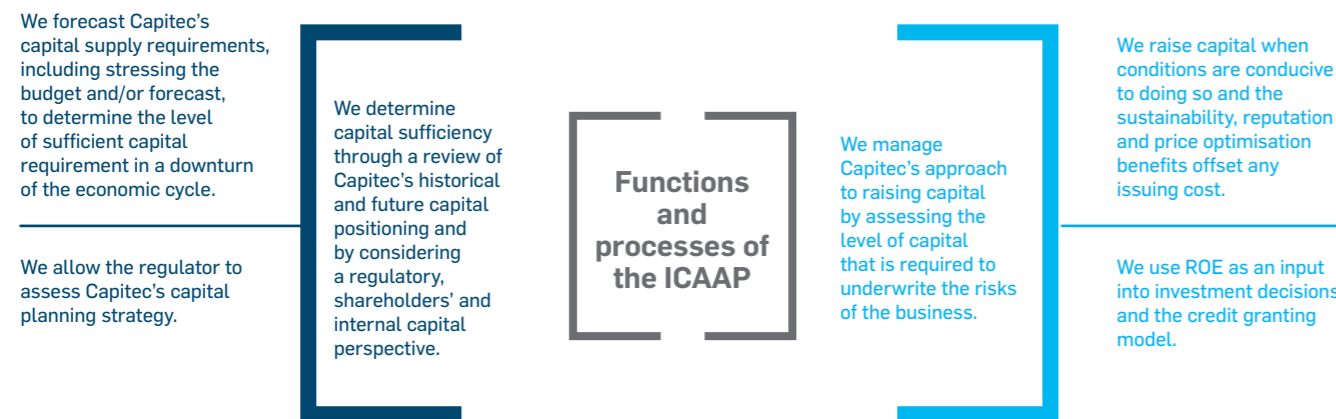 We forecast Capitec’s
capital supply requirements,
including stressing the
budget and/or forecast,
to determine the level
of sufficient capital
requirement in a downturn
of the economic cycle.
We allow the regulator to
assess Capitec’s capital
planning strategy.
We determine
capital sufficiency
through a review of
Capitec’s historical
and future capital
positioning and
by considering
a regulatory,
shareholders’ and
internal capital
perspective.
Functions
and
processes of
the ICAAP
We manage
Capitec’s approach
to raising capital
by assessing the
level of capital
that is required to
underwrite the risks
of the business.
We raise capital when
conditions are conducive
to doing so and the
sustainability, reputation
and price optimisation
benefits offset any
issuing cost.
We use ROE as an input
into investment decisions
and the credit granting
model.